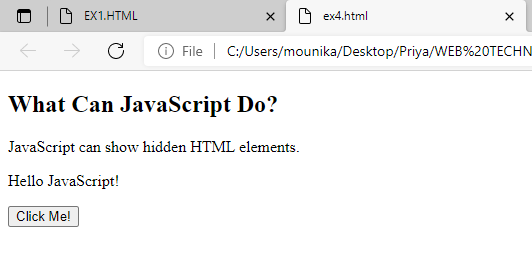 EX1.HTML
ex4.html
File
C:/Users/mounika/Desktop/Priya/WEB%20TECHN
What Can JavaScript Do?
JavaScript can show hidden HTML elements.
Hello JavaScript!
Click Me!